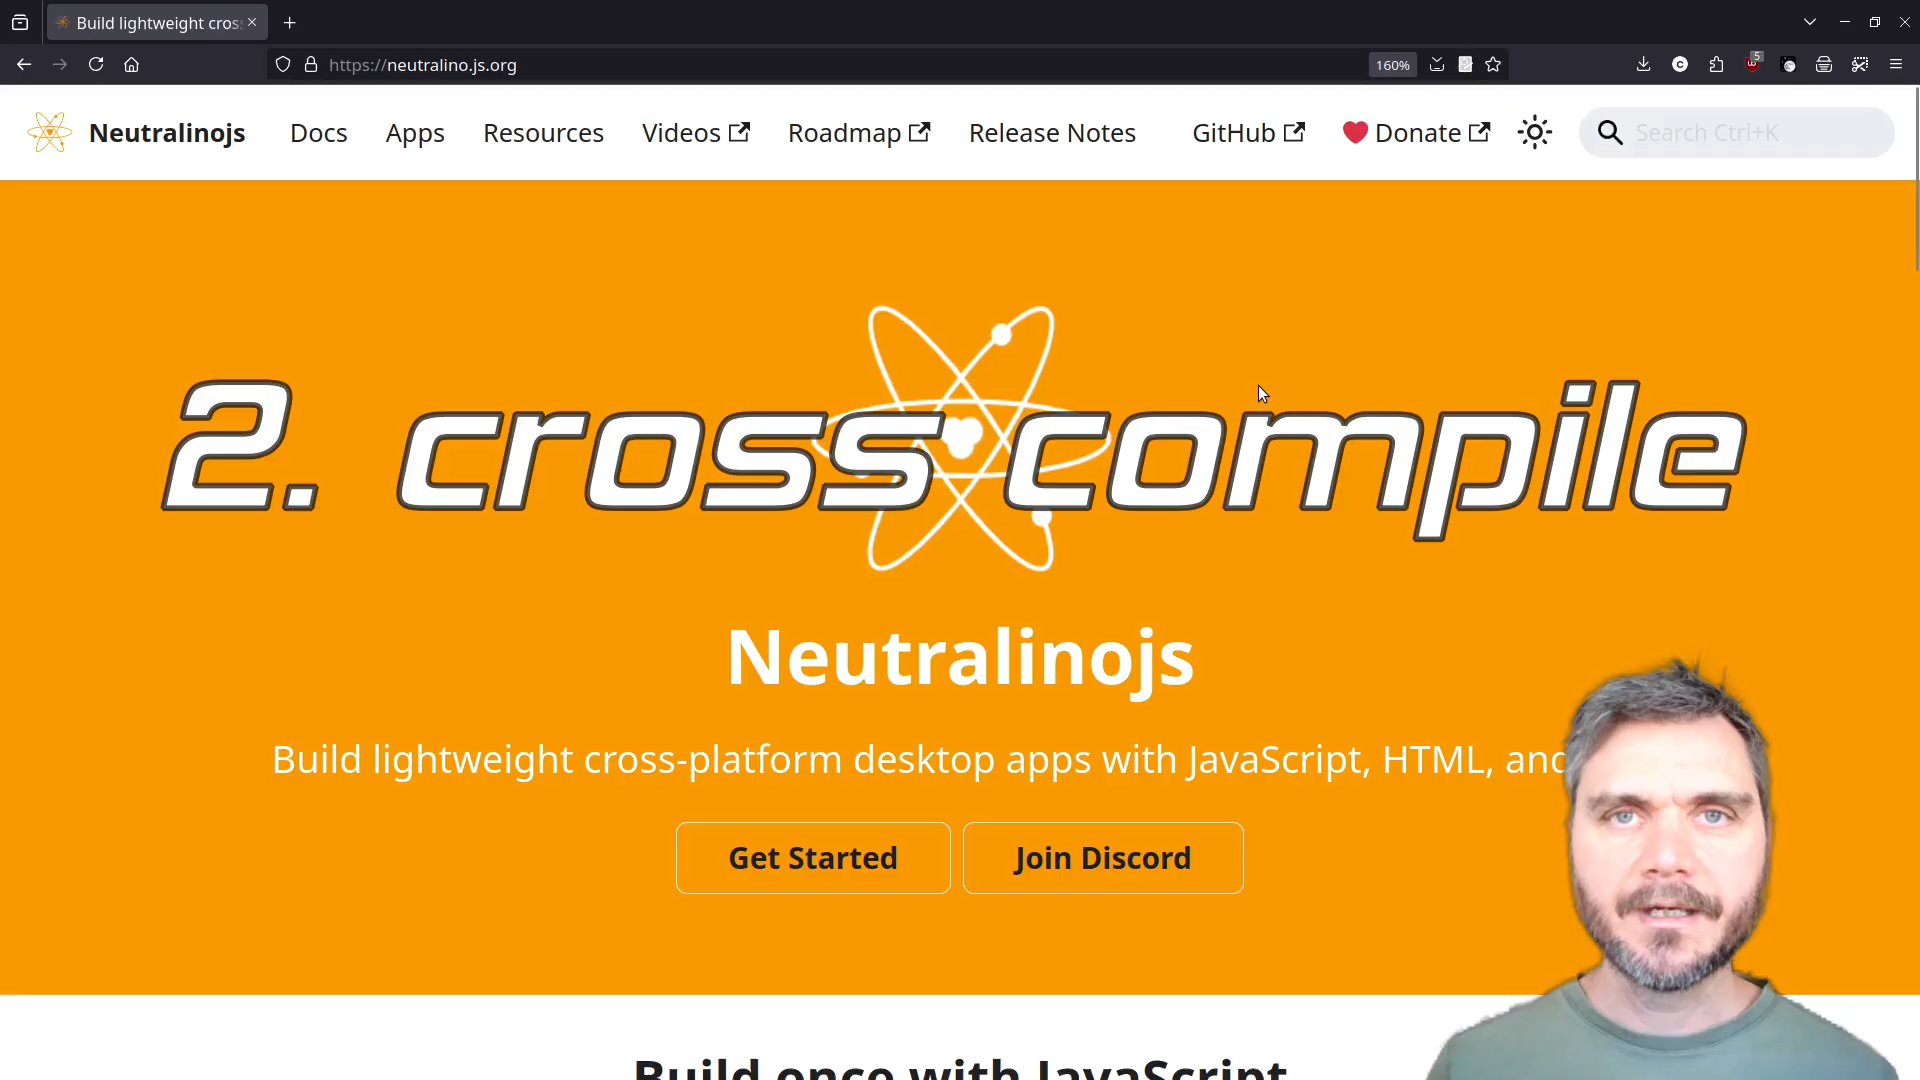 Build lightweight cros
https://neutralino.js.org
160%
5
Neutralinojs
Docs
Apps
Resources
Videos
Roadmap
Release Notes
GitHub
Donate
Search Ctrl+K
2. cross compile
Neutralinojs
Build lightweight cross-platform desktop apps with JavaScript, HTML, and
Get Started
Join Discord
Build once with JavaScript